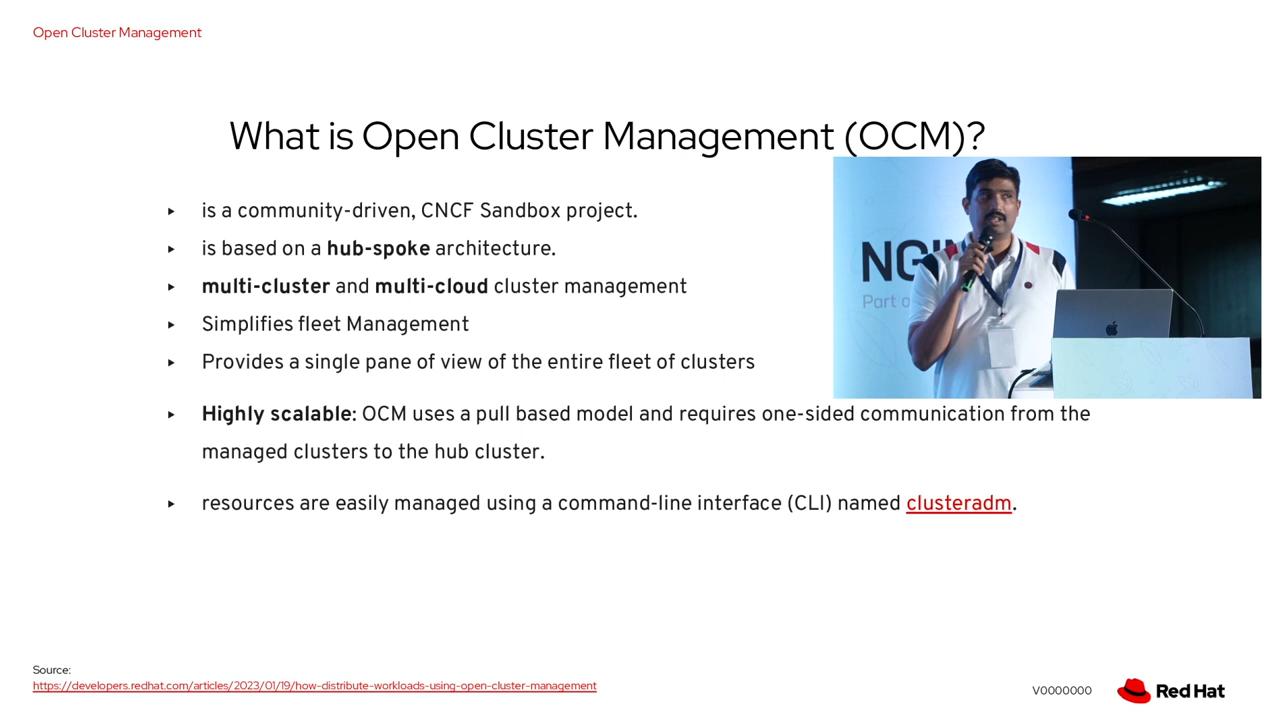 Open Cluster Management
What is Open Cluster Management (OCM)?
▸ is a community-driven, CNCF Sandbox project.
▸ is based on a hub-spoke architecture.
▸ multi-cluster and multi-cloud cluster management
▸ Simplifies fleet Management
▸ Provides a single pane of view of the entire fleet of clusters
▸ Highly scalable: OCM uses a pull based model and requires one-sided communication from the
managed clusters to the hub cluster.
▸ resources are easily managed using a command-line interface (CLI) named clusteradm.
Part o
Source:
https://developers.redhat.com/articles/2023/01/19/how-distribute-workloads-using-open-cluster-management
V0000000
Red Hat